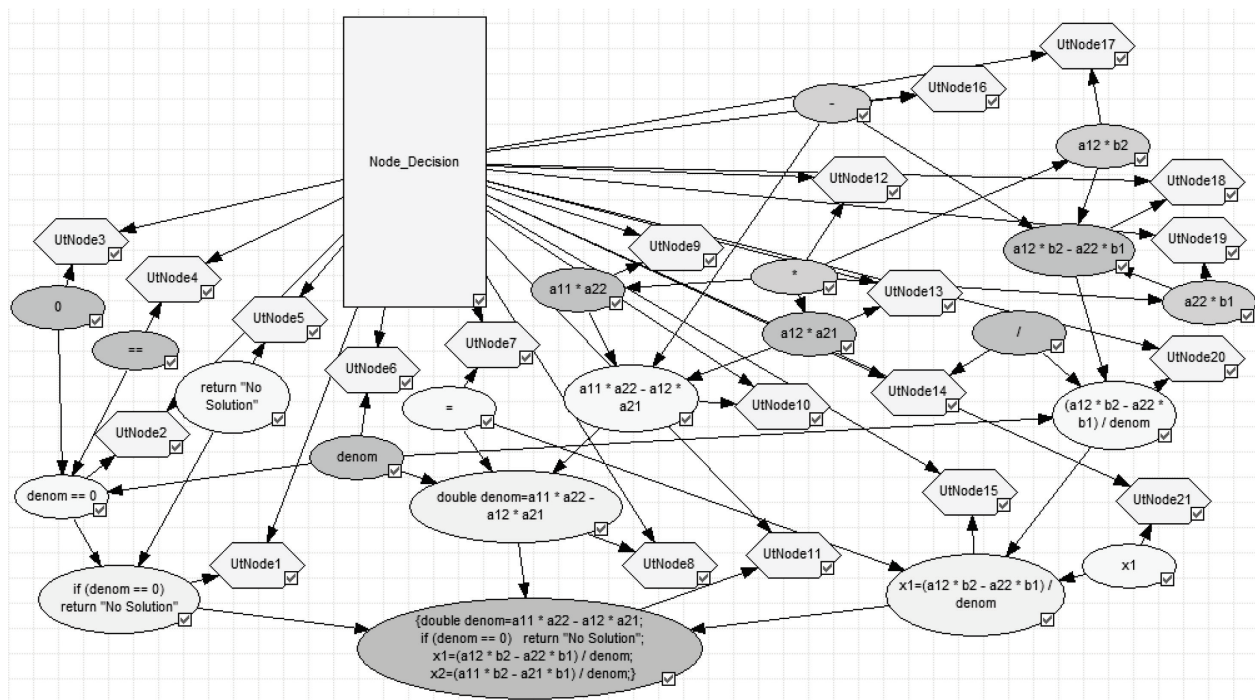 UtNode17
UtNode16
-
Node_Decision
a12 * b2
UtNode12
UtNode18
UtNode3
UtNode9
UtNode19
a12 * b2 – a22 * b1
UtNode4
*
a11 * a22
UtNode13
a22 * b1
0
UtNode5
a12 * a21
/
UtNode7
==
UtNode20
UtNode6
return "No
Solution"
a11 * a22 – a12 *
a21
UtNode14
=
UtNode10
(a12 * b2 – a22 *
b1) / denom
UtNode2
denom
denom == 0
UtNode15
UtNode21
double denom=a11 * a22 –
a12 * a21
UtNode1
UtNode8
UtNode11
x1
if (denom == 0)
return "No Solution"
x1=(a12 * b2 – a22 * b1) /
denom
{double denom=a11 * a22 – a12 * a21;
if (denom == 0)   return "No Solution";
x1=(a12 * b2 – a22 * b1) / denom;
x2=(a11 * b2 – a21 * b1) / denom;}